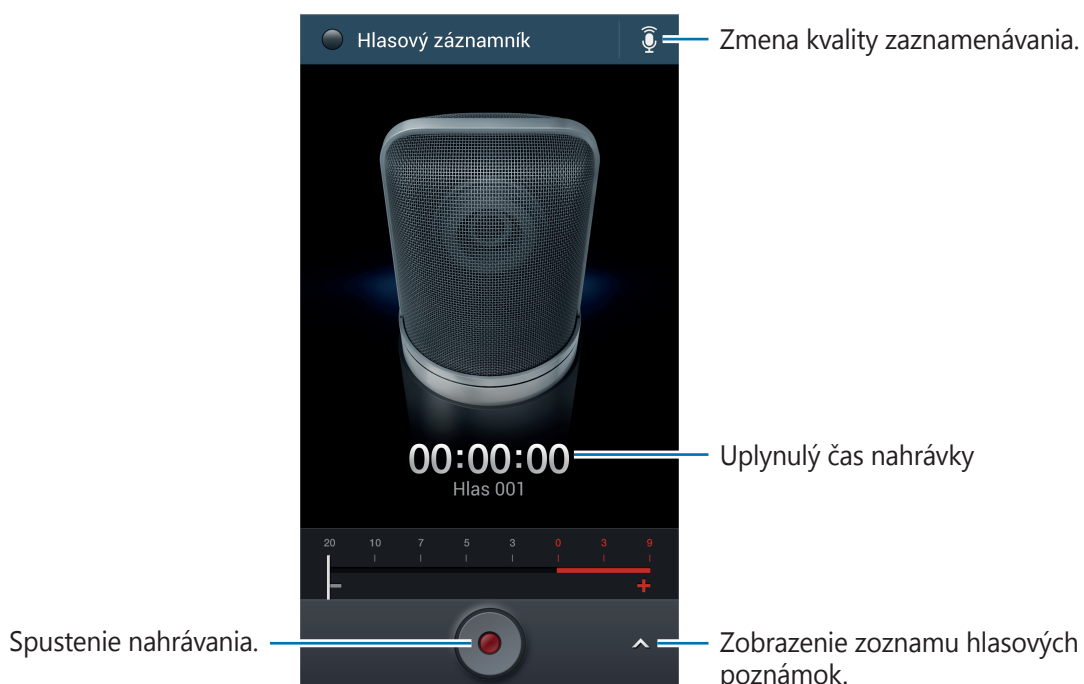 Hlasový záznamník
Zmena kvality zaznamenávania.
00:00:00
Uplynulý čas nahrávky
Hlas 001
20 10 7 5 3 0 3 9
− +
Spustenie nahrávania.
Zobrazenie zoznamu hlasových
poznámok.